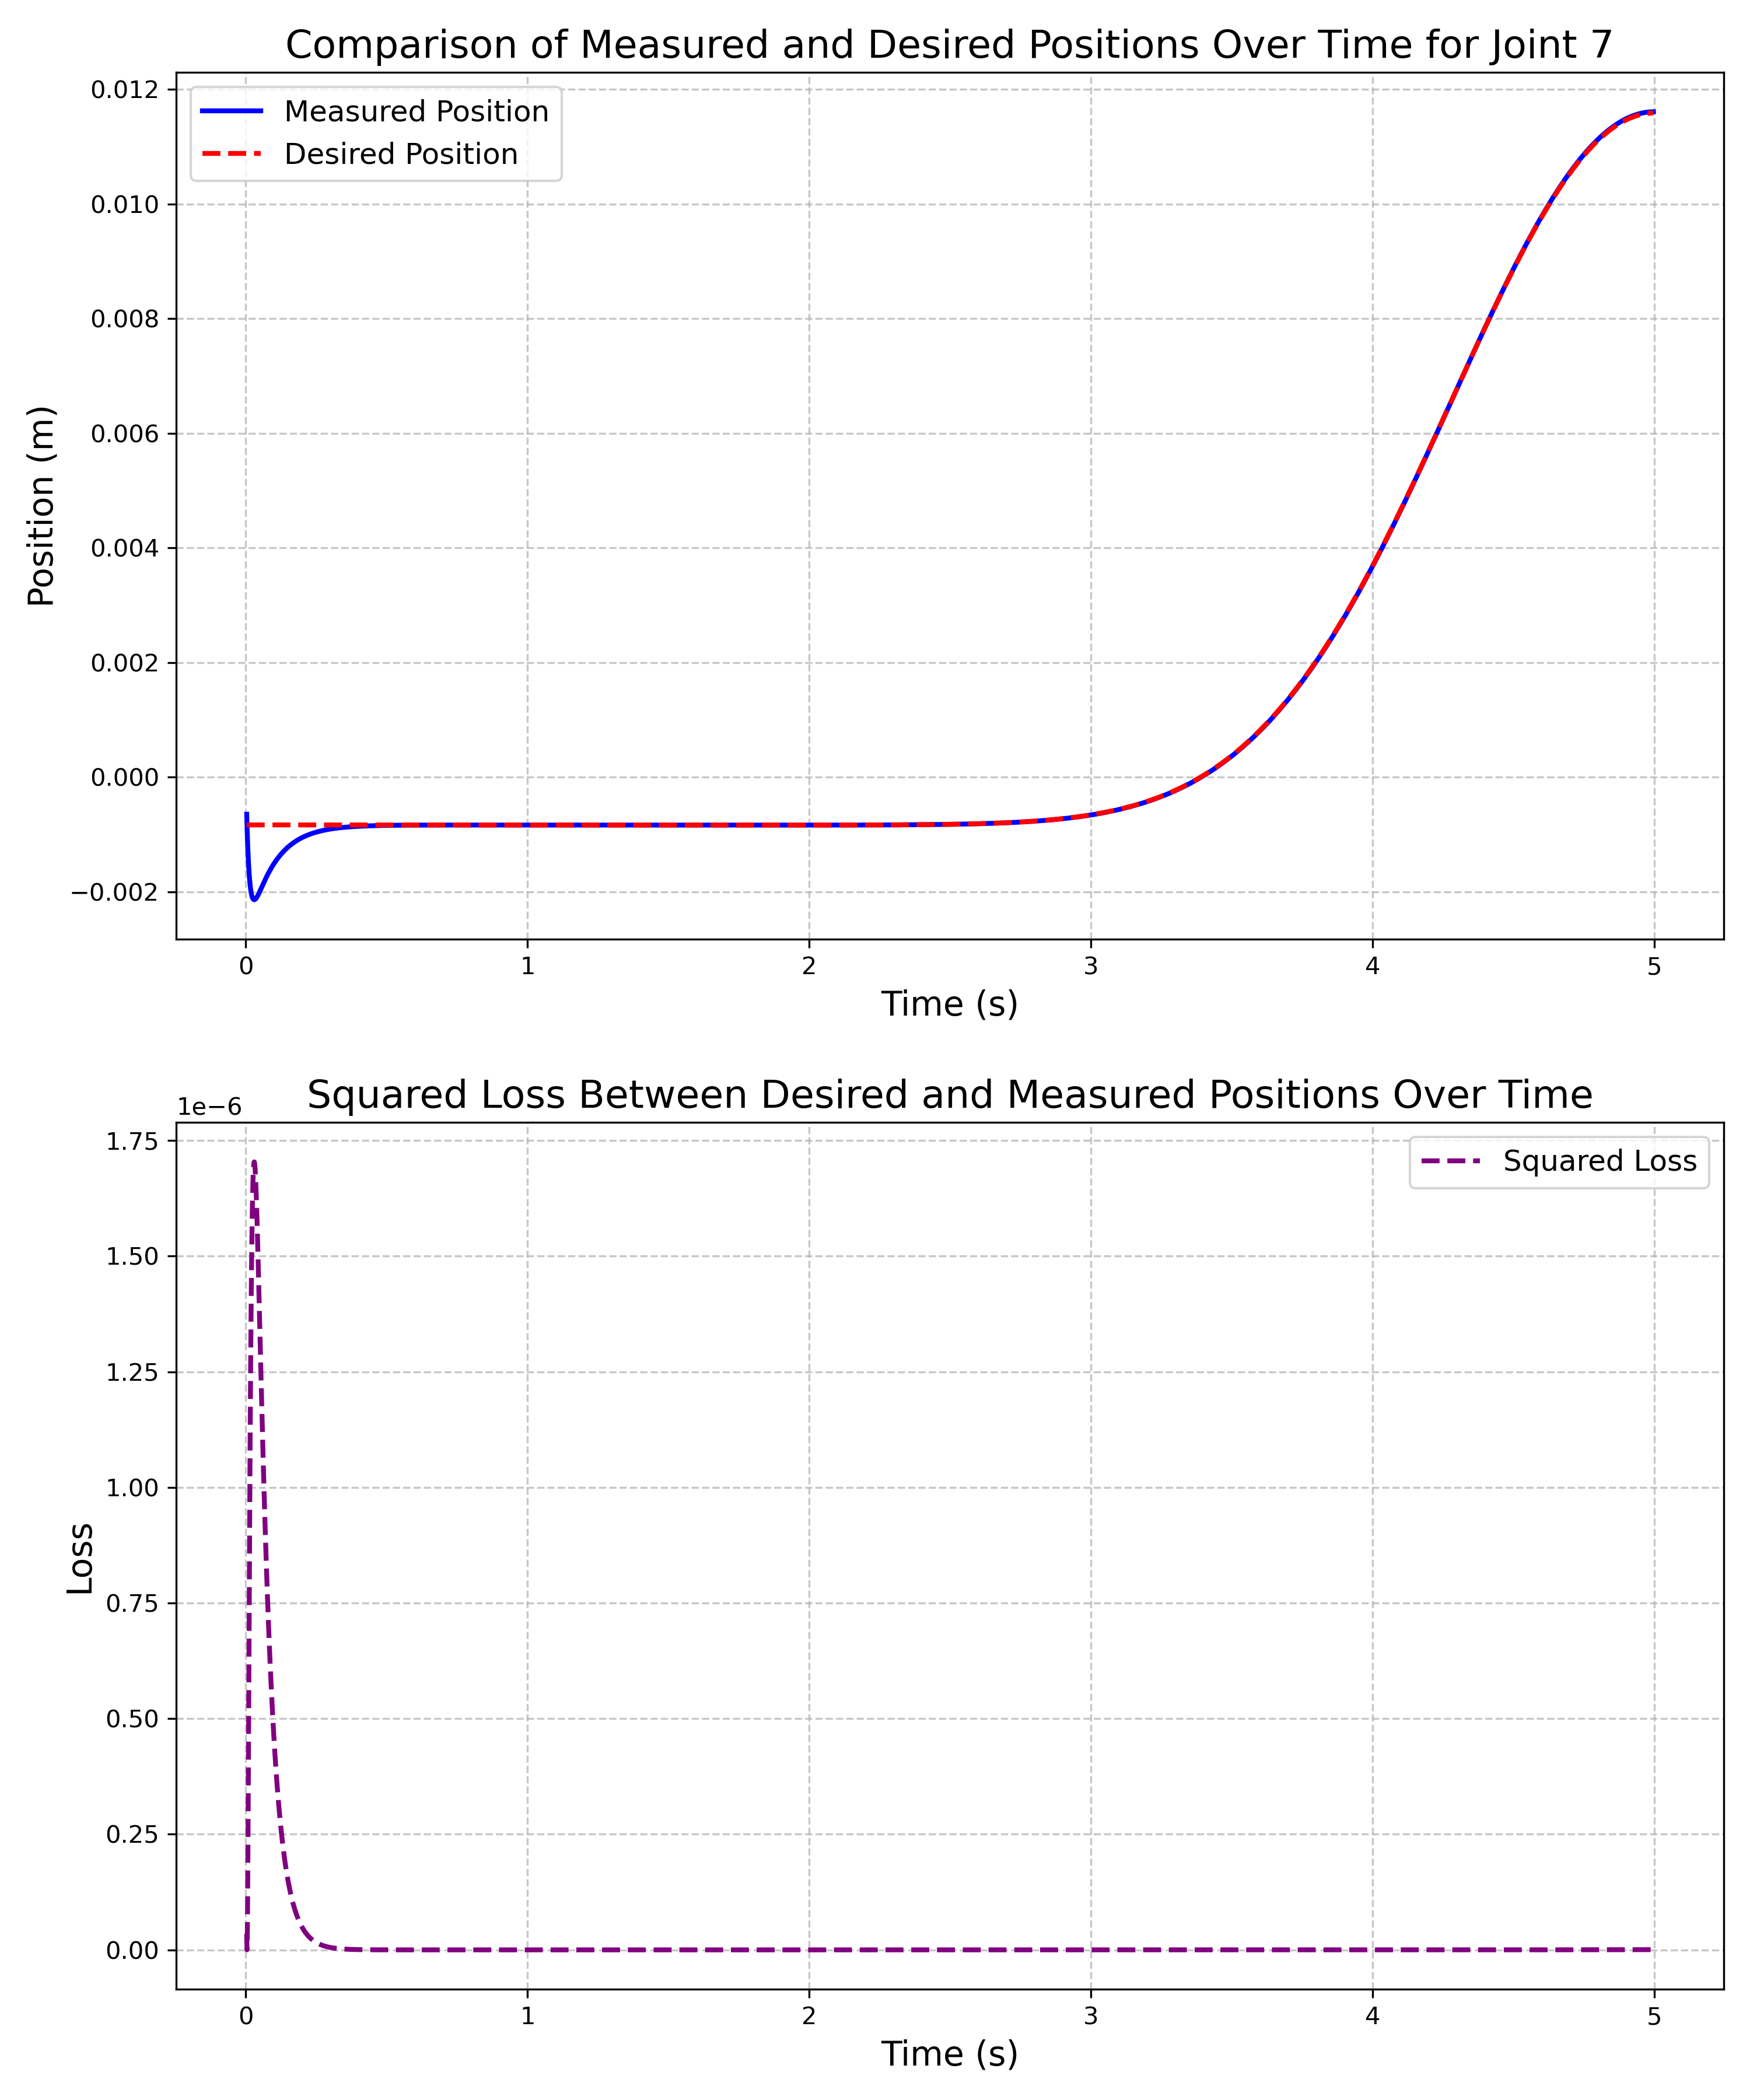 Comparison of Measured and Desired Positions Over Time for Joint 7
Measured Position
Desired Position
Position (m)
0.012
0.010
0.008
0.006
0.004
0.002
0.000
−0.002
0 1 2 3 4 5
Time (s)
Squared Loss Between Desired and Measured Positions Over Time
1e−6
Squared Loss
Loss
1.75
1.50
1.25
1.00
0.75
0.50
0.25
0.00
0 1 2 3 4 5
Time (s)